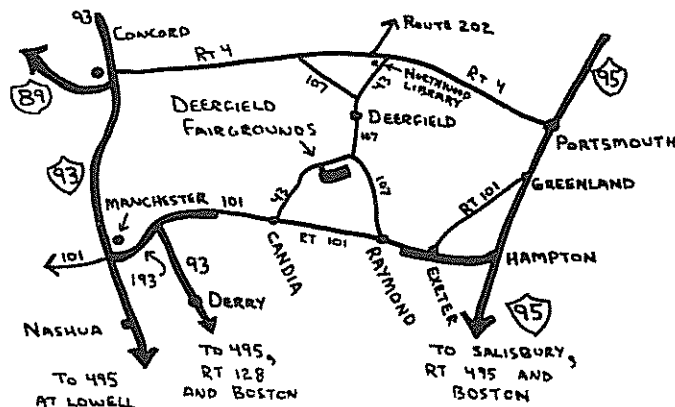 93
CONCORD
ROUTE 202
RT 4
95
89
107
43
NORTHWOOD
LIBRARY
RT 4
DEERFIELD
FAIRGROUNDS
DEERFIELD
PORTSMOUTH
107
93
GREENLAND
MANCHESTER
101
43
107
RT 101
101
193
93
CANDIA
RT 101
RAYMOND
EXETER
HAMPTON
DERRY
95
NASHUA
TO 495
AT LOWELL
TO 495,
RT 128
AND BOSTON
TO SALISBURY,
RT 495 AND
BOSTON